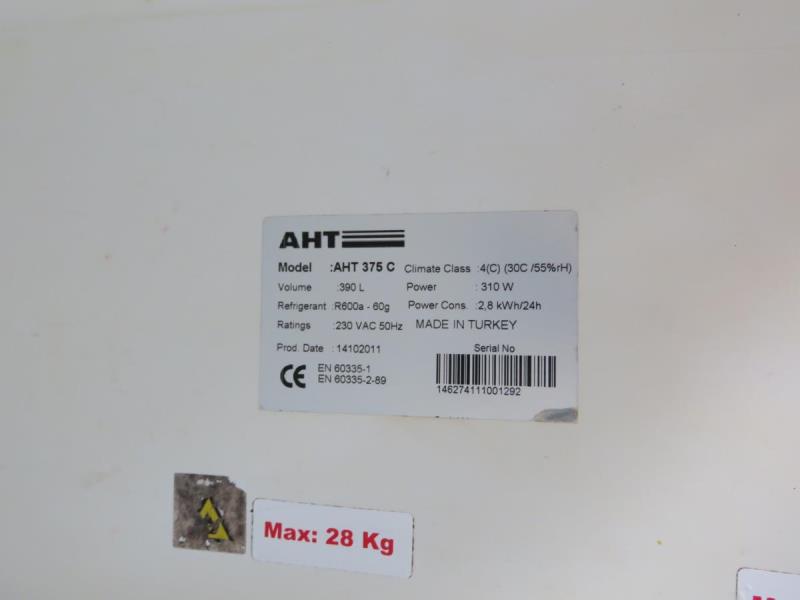 AHT
Model :AHT 375 C Climate Class :4(C) (30C /55%rH)
Volume :390 L Power : 310 W
Refrigerant :R600a - 60g Power Cons. :2,8 kWh/24h
Ratings :230 VAC 50Hz MADE IN TURKEY
Prod. Date : 14102011 Serial No
CE EN 60335-1
EN 60335-2-89
146274111001292
Max: 28 Kg